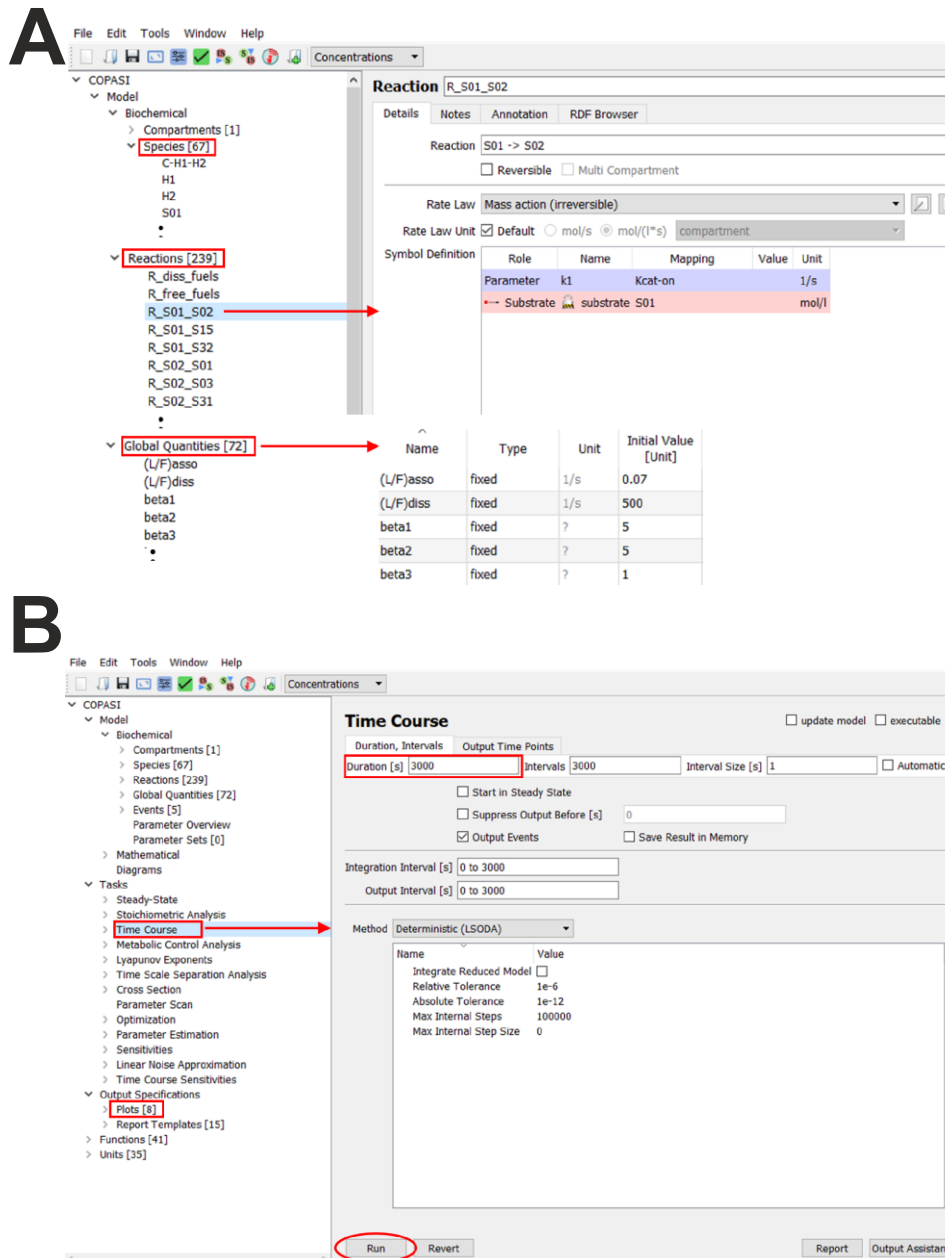 A
File Edit Tools Window Help
Concentrations
COPASI
Model
Biochemical
Compartments [1]
Species [67]
C-H1-H2
H1
H2
S01
Reactions [239]
R_diss_fuels
R_free_fuels
R_S01_S02
R_S01_S15
R_S01_S32
R_S02_S01
R_S02_S03
R_S02_S31
Global Quantities [72]
(L/F)asso
(L/F)diss
beta1
beta2
beta3
Reaction R_S01_S02
Details Notes Annotation RDF Browser
Reaction S01 -> S02
Reversible Multi Compartment
Rate Law Mass action (irreversible)
Rate Law Unit Default mol/s mol/(l*s) compartment
Symbol Definition
Role Name Mapping Value Unit
Parameter k1 Kcat-on 1/s
Substrate substrate S01 mol/l
Name Type Unit Initial Value
[Unit]
(L/F)asso fixed 1/s 0.07
(L/F)diss fixed 1/s 500
beta1 fixed ? 5
beta2 fixed ? 5
beta3 fixed ? 1
B
File Edit Tools Window Help
Concentrations
COPASI
Model
Biochemical
Compartments [1]
Species [67]
Reactions [239]
Global Quantities [72]
Events [5]
Parameter Overview
Parameter Sets [0]
Mathematical
Diagrams
Tasks
Steady-State
Stoichiometric Analysis
Time Course
Metabolic Control Analysis
Lyapunov Exponents
Time Scale Separation Analysis
Cross Section
Parameter Scan
Optimization
Parameter Estimation
Sensitivities
Linear Noise Approximation
Time Course Sensitivities
Output Specifications
Plots [8]
Report Templates [15]
Functions [41]
Units [35]
Time Course
update model executable
Duration, Intervals Output Time Points
Duration [s] 3000 Intervals 3000 Interval Size [s] 1 Automatic
Start in Steady State
Suppress Output Before [s] 0
Output Events Save Result in Memory
Integration Interval [s] 0 to 3000
Output Interval [s] 0 to 3000
Method Deterministic (LSODA)
Name Value
Integrate Reduced Model
Relative Tolerance 1e-6
Absolute Tolerance 1e-12
Max Internal Steps 100000
Max Internal Step Size 0
Run Revert Report Output Assistan